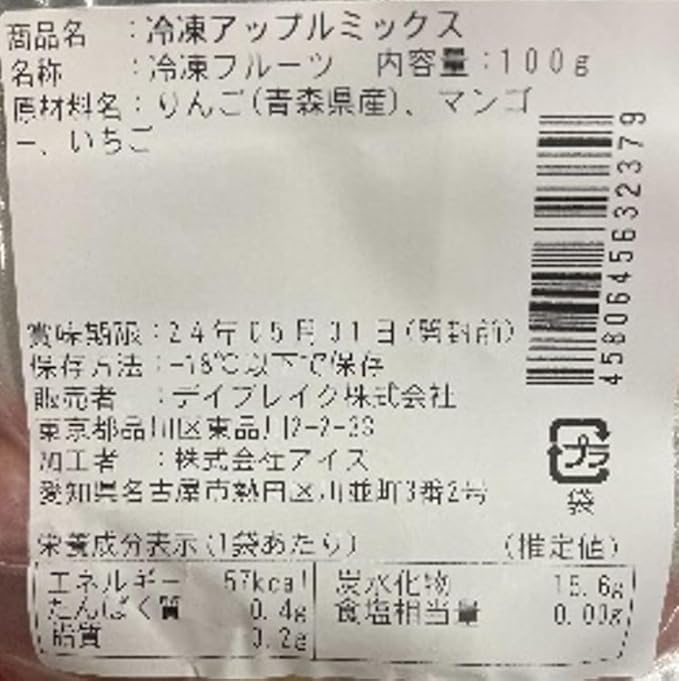 商品名 ：冷凍アップルミックス
名称 ：冷凍フルーツ 内容量：100g
原材料名：りんご(青森県産)、マンゴ
ー、いちご
4580645632379
賞味期限：24年05月01日(開封前)
保存方法：-18℃以下で保存
販売者 ：デイブレイク株式会社
東京都品川区東品川2-2-33
加工者 ：株式会社アイス
愛知県名古屋市熱田区川並町3番2号
プラ
袋
栄養成分表示(1袋あたり) (推定値)
エネルギー 57kcal 炭水化物 15.6g
たんぱく質 0.4g 食塩相当量 0.00g
脂質 0.2g